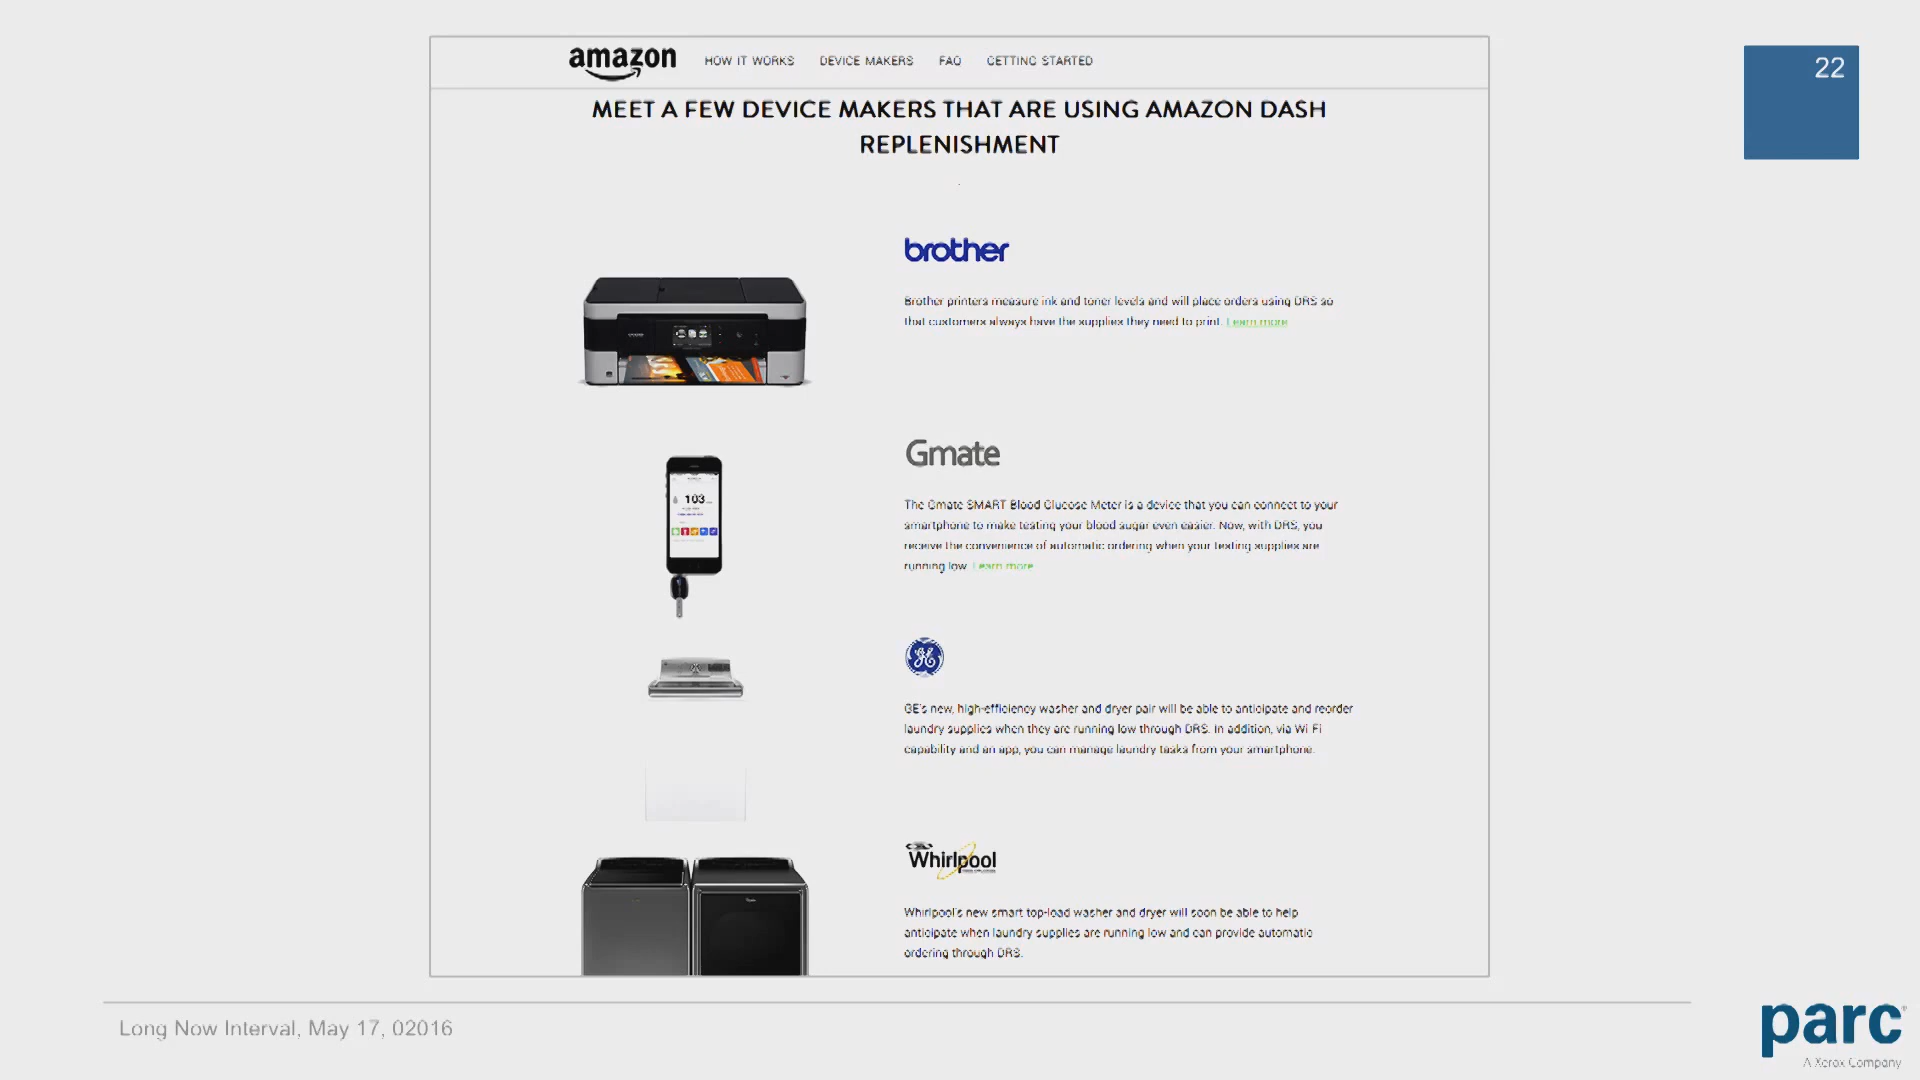 amazon HOW IT WORKS DEVICE MAKERS FAQ GETTING STARTED
22
MEET A FEW DEVICE MAKERS THAT ARE USING AMAZON DASH
REPLENISHMENT
brother
Brother printers measure ink and toner levels and will place orders using DRS so
that customers always have the supplies they need to print. Learn more
Gmate
103
The Gmate SMART Blood Glucose Meter is a device that you can connect to your
smartphone to make testing your blood sugar even easier. Now, with DRS, you
receive the convenience of automatic ordering when your testing supplies are
running low. Learn more
GE
GE's new, high-efficiency washer and dryer pair will be able to anticipate and reorder
laundry supplies when they are running low through DRS. In addition, via Wi-Fi
capability and an app, you can manage laundry tasks from your smartphone.
Whirlpool
Whirlpool's new smart top-load washer and dryer will soon be able to help
anticipate when laundry supplies are running low and can provide automatic
ordering through DRS.
Long Now Interval, May 17, 02016
parc
A Xerox Company